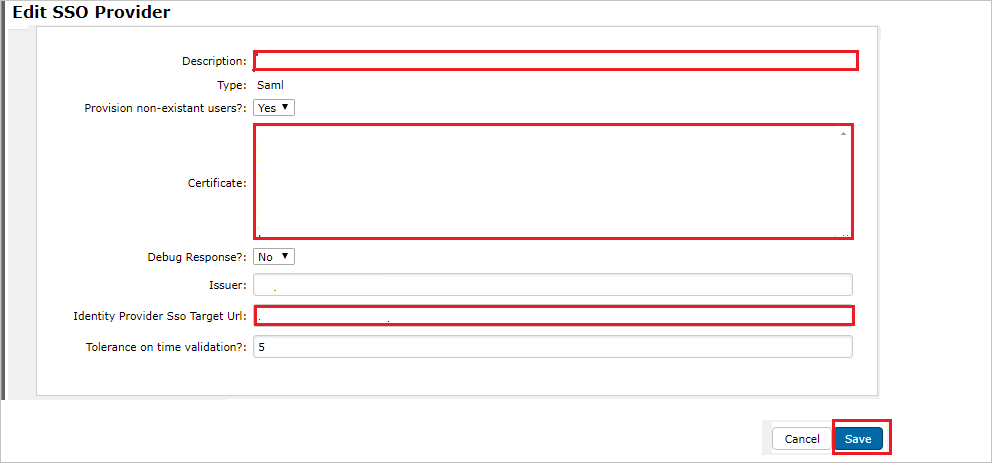 Edit SSO Provider
Description:
Type: Saml
Provision non-existant users?: Yes
Certificate:
Debug Response?: No
Issuer:
Identity Provider Sso Target Url:
Tolerance on time validation?: 5
Cancel Save